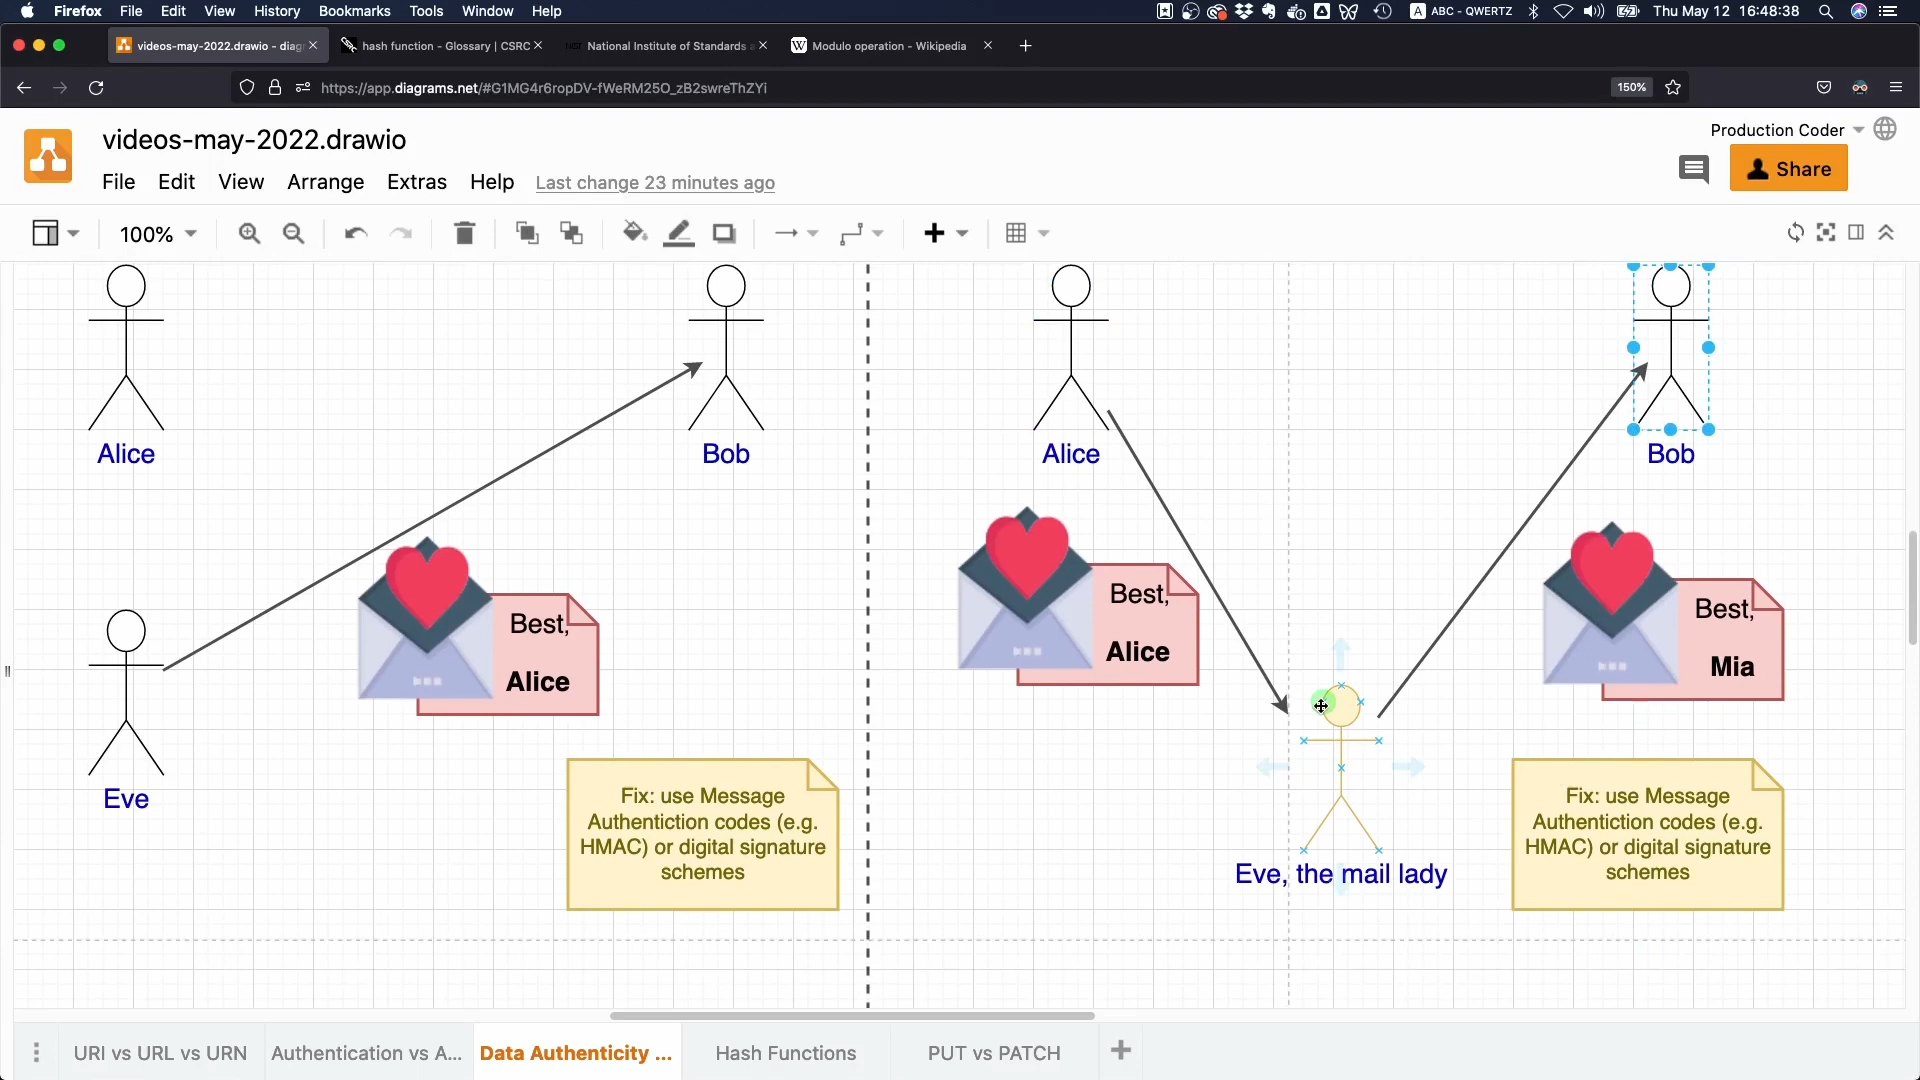 Firefox File Edit View History Bookmarks Tools Window Help
A ABC - QWERTZ Thu May 12 16:48:38
videos-may-2022.drawio - diag
hash function - Glossary | CSRC
NIST National Institute of Standards a
W Modulo operation - Wikipedia
https://app.diagrams.net/#G1MG4r6ropDV-fWeRM25O_zB2swreThZYi
150%
videos-may-2022.drawio
Production Coder
File Edit View Arrange Extras Help Last change 23 minutes ago
Share
100%
Alice
Bob
Alice
Bob
Best,
Alice
Best,
Alice
Best,
Mia
Eve
Fix: use Message
Authentiction codes (e.g.
HMAC) or digital signature
schemes
Eve, the mail lady
Fix: use Message
Authentiction codes (e.g.
HMAC) or digital signature
schemes
URI vs URL vs URN
Authentication vs A...
Data Authenticity ...
Hash Functions
PUT vs PATCH